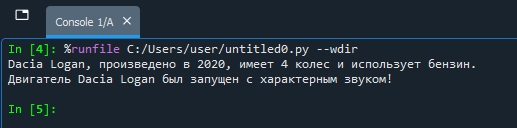 Console 1/A
In [4]: %runfile C:/Users/user/untitled0.py --wdir
Dacia Logan, произведено в 2020, имеет 4 колес и использует бензин.
Двигатель Dacia Logan был запущен с характерным звуком!
In [5]: